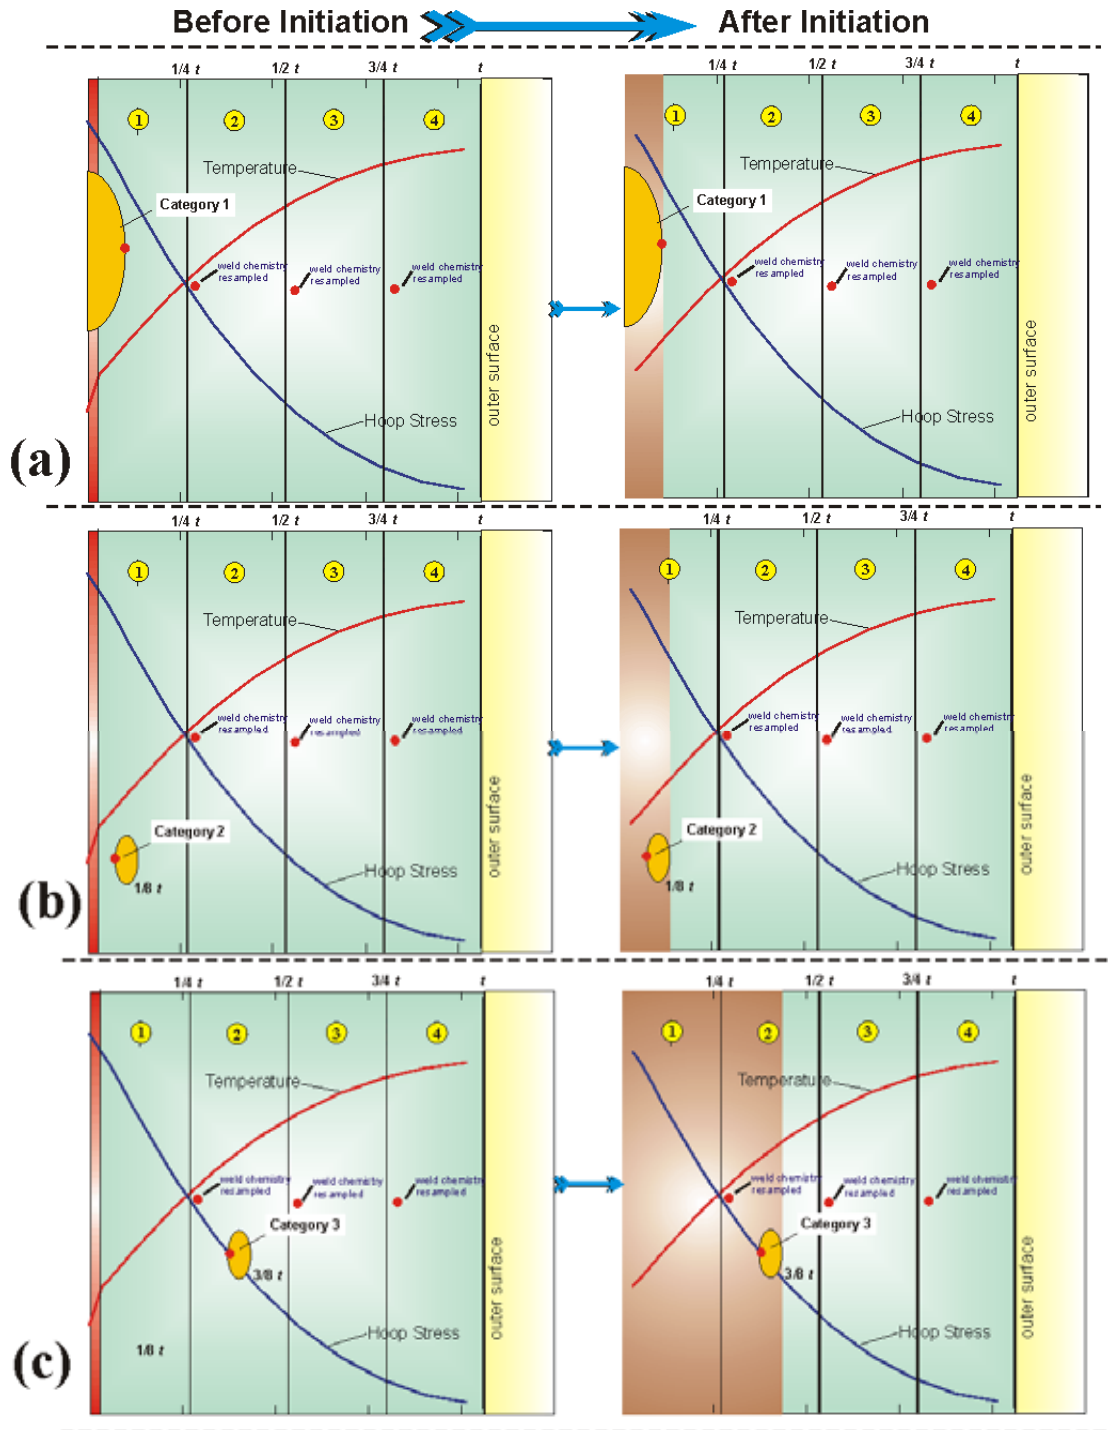 Before Initiation
After Initiation
1/4 t
1/2 t
3/4 t
t
1
2
3
4
Temperature
Category 1
weld chemistry
resampled
weld chemistry
resampled
weld chemistry
resampled
Hoop Stress
outer surface
1/4 t
1/2 t
3/4 t
t
1
2
3
4
Temperature
Category 1
weld chemistry
resampled
weld chemistry
resampled
weld chemistry
resampled
Hoop Stress
outer surface
(a)
1/4 t
1/2 t
3/4 t
t
1
2
3
4
Temperature
weld chemistry
resampled
weld chemistry
resampled
weld chemistry
resampled
Category 2
1/8 t
Hoop Stress
outer surface
1/4 t
1/2 t
3/4 t
t
1
2
3
4
Temperature
weld chemistry
resampled
weld chemistry
resampled
weld chemistry
resampled
Category 2
1/8 t
Hoop Stress
outer surface
(b)
1/4 t
1/2 t
3/4 t
t
1
2
3
4
Temperature
weld chemistry
resampled
weld chemistry
resampled
weld chemistry
resampled
Category 3
3/8 t
Hoop Stress
1/8 t
outer surface
1/4 t
1/2 t
3/4 t
t
1
2
3
4
Temperature
weld chemistry
resampled
weld chemistry
resampled
weld chemistry
resampled
Category 3
3/8 t
Hoop Stress
outer surface
(c)